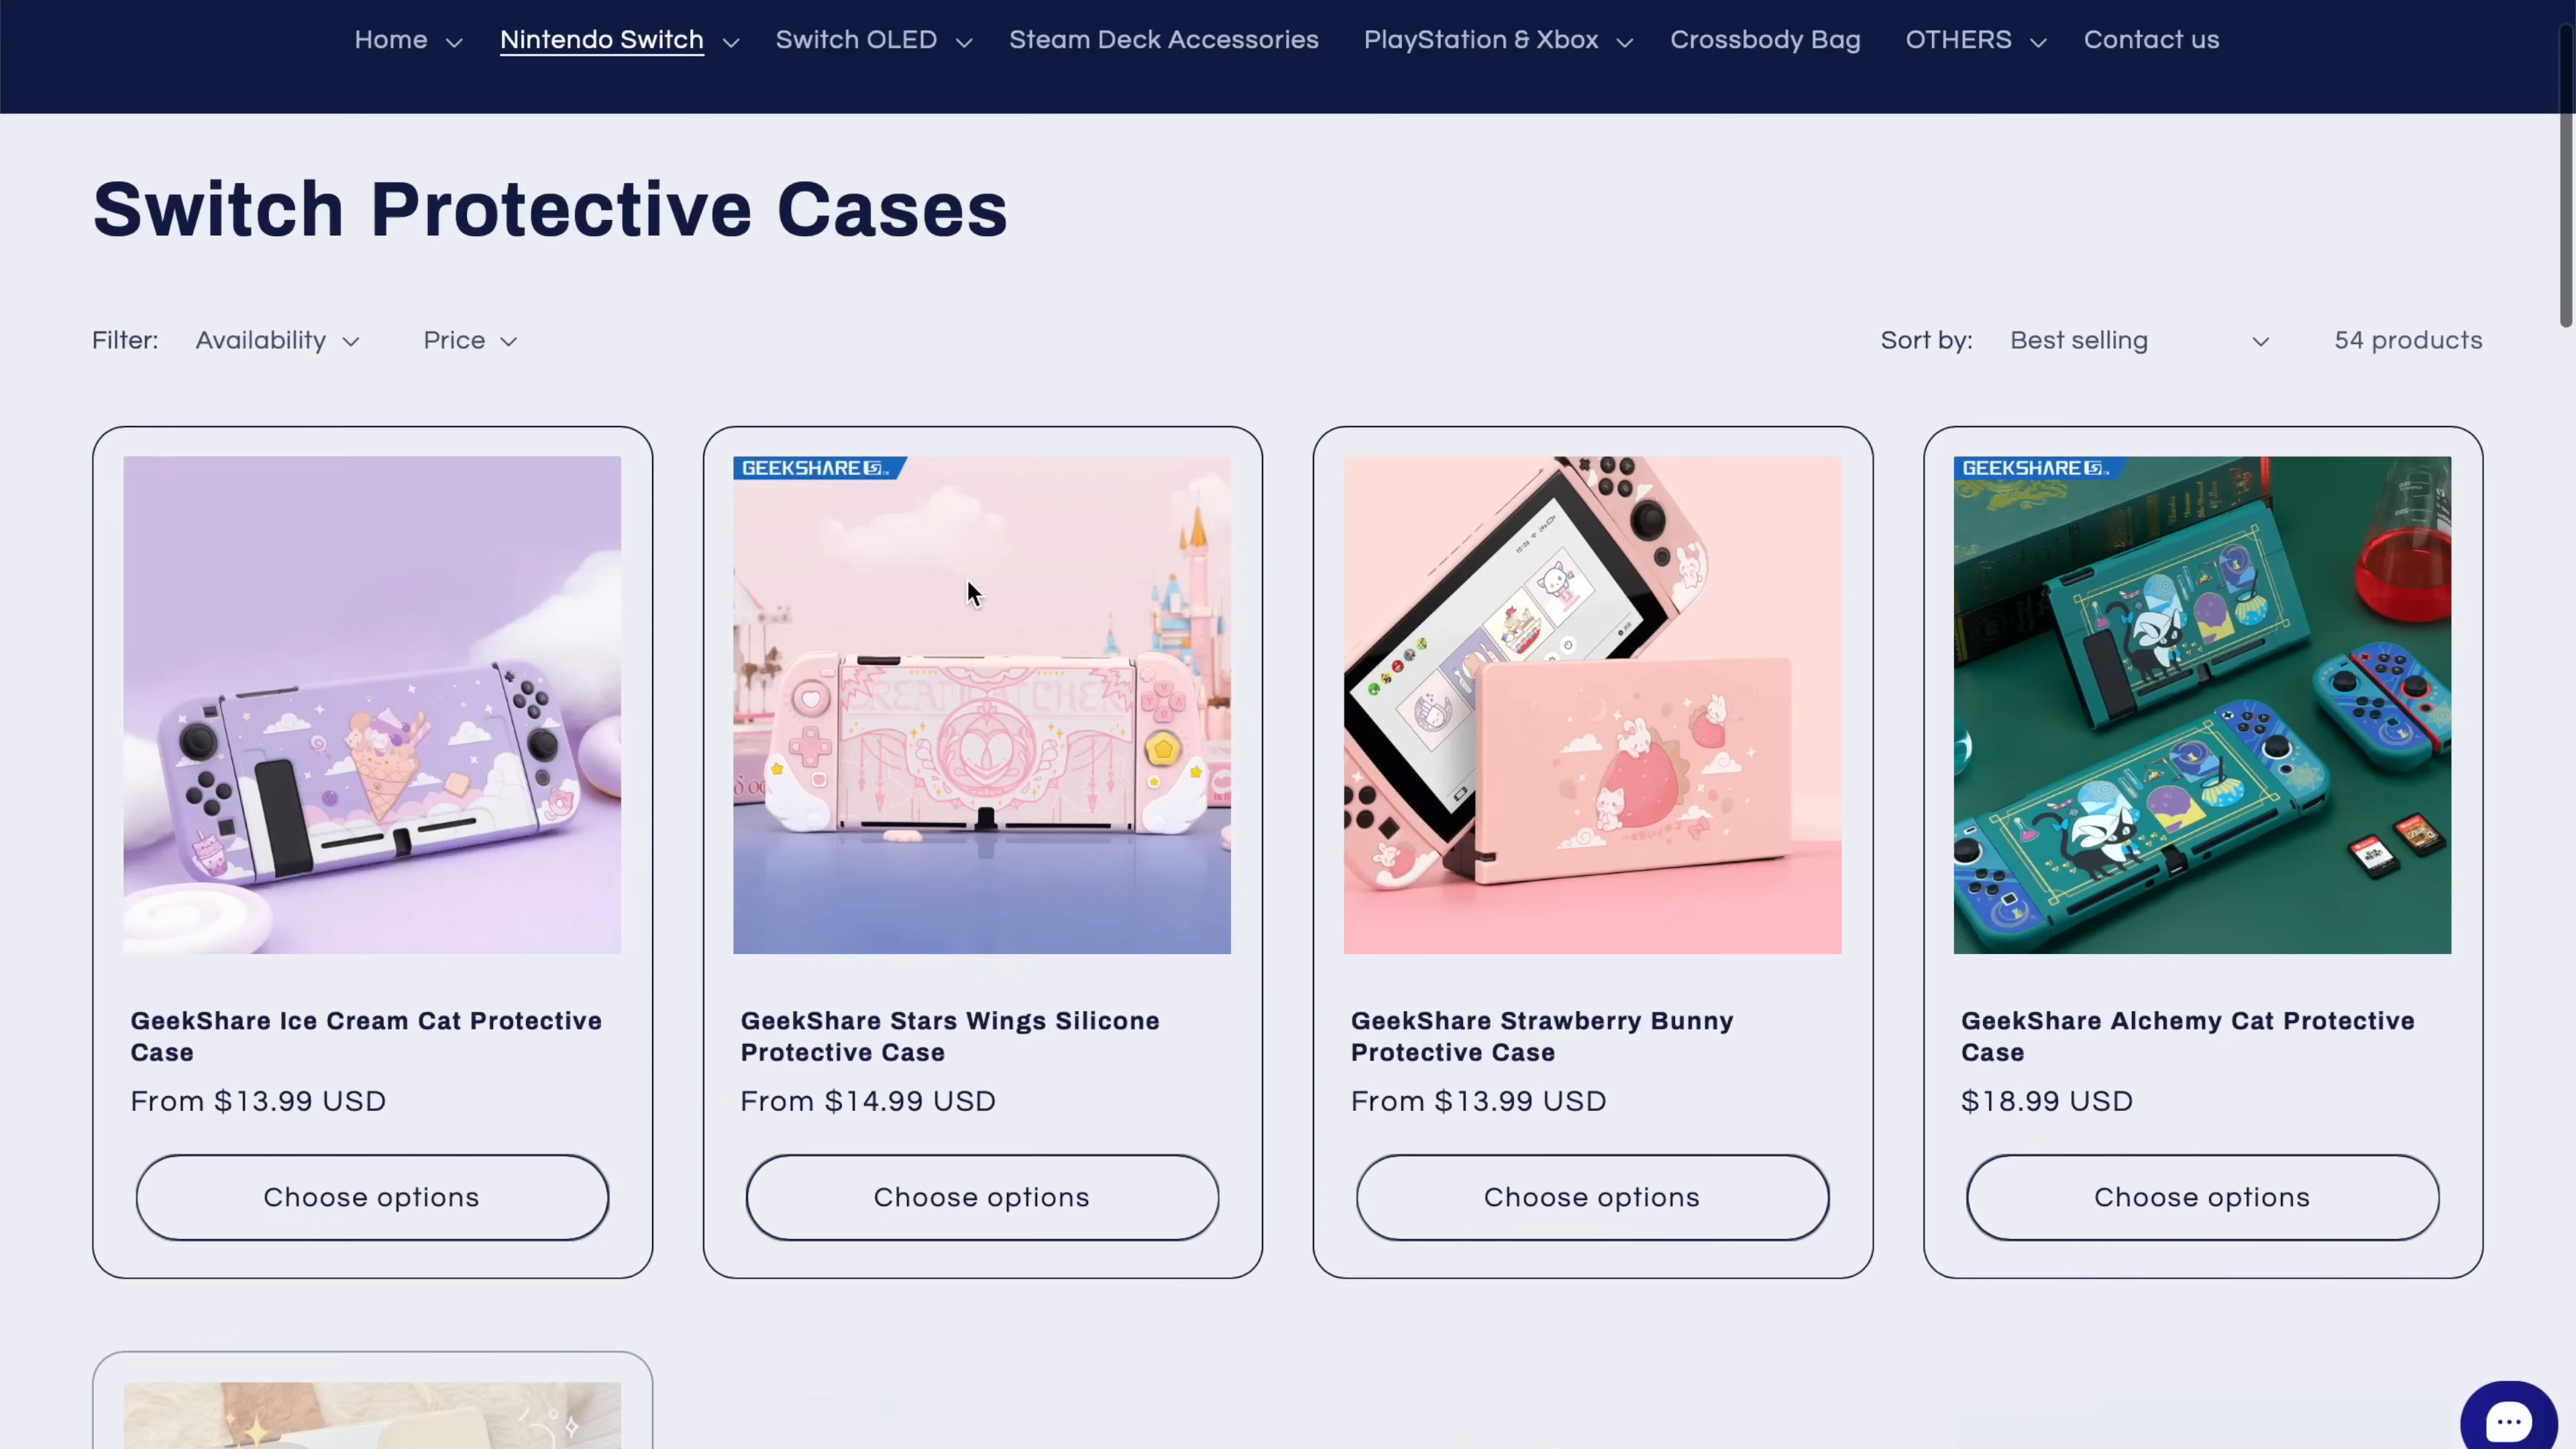 Home
Nintendo Switch
Switch OLED
Steam Deck Accessories
PlayStation & Xbox
Crossbody Bag
OTHERS
Contact us
Switch Protective Cases
Filter:
Availability
Price
Sort by:
Best selling
54 products
GEEKSHARE
GEEKSHARE
GeekShare Ice Cream Cat Protective
Case
From $13.99 USD
Choose options
GeekShare Stars Wings Silicone
Protective Case
From $14.99 USD
Choose options
GeekShare Strawberry Bunny
Protective Case
From $13.99 USD
Choose options
GeekShare Alchemy Cat Protective
Case
$18.99 USD
Choose options